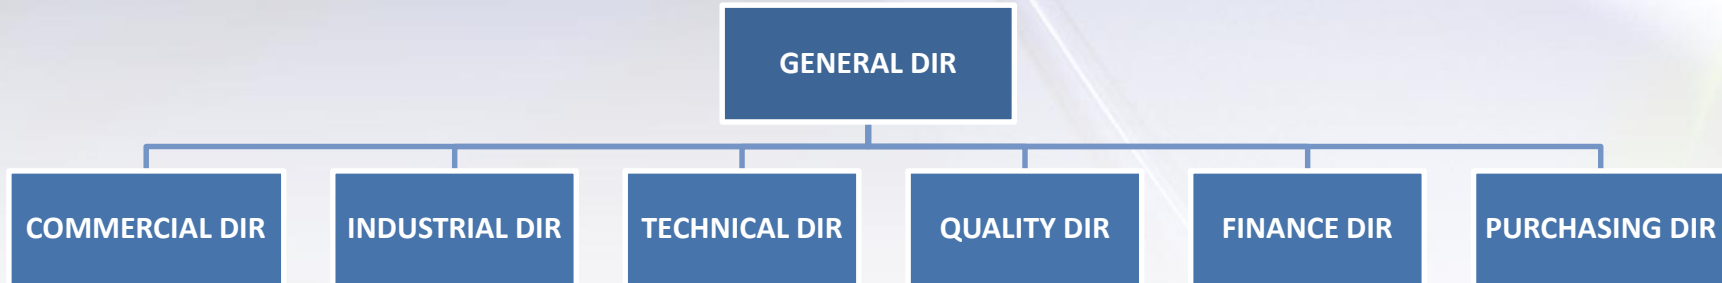 GENERAL DIR
COMMERCIAL DIR
INDUSTRIAL DIR
TECHNICAL DIR
QUALITY DIR
FINANCE DIR
PURCHASING DIR